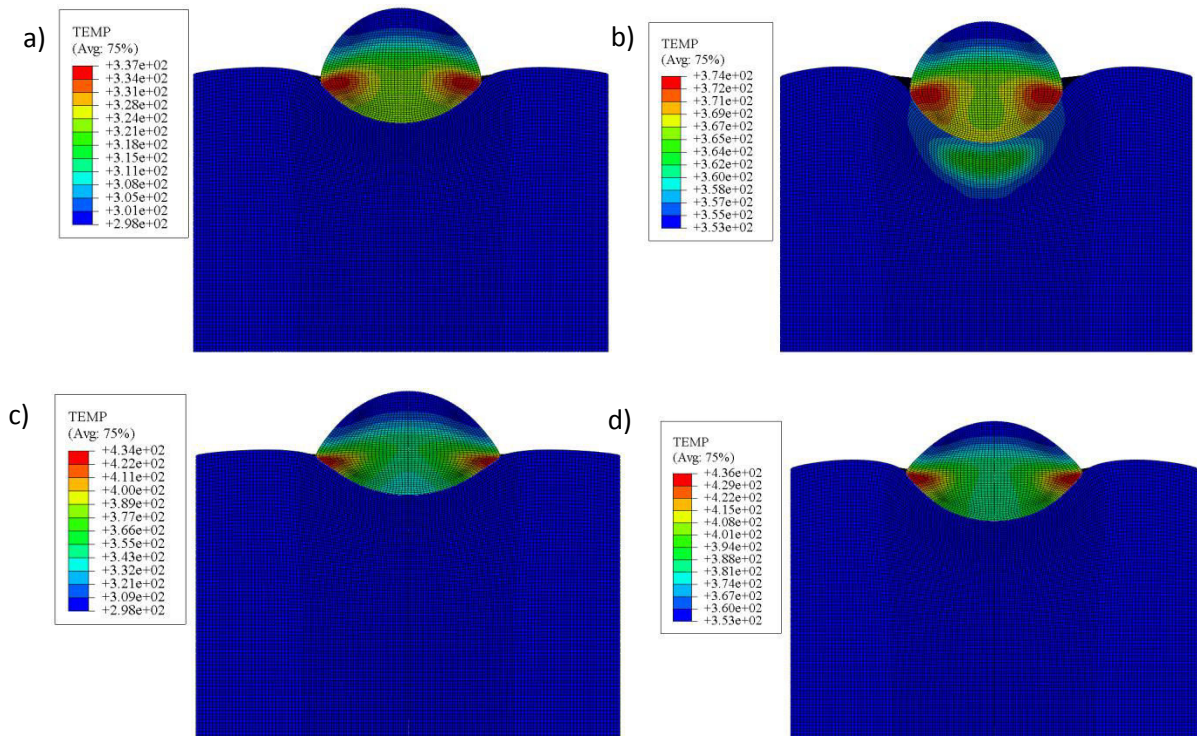 a)
TEMP
(Avg: 75%)
+3.37e+02
+3.34e+02
+3.31e+02
+3.28e+02
+3.24e+02
+3.21e+02
+3.18e+02
+3.15e+02
+3.11e+02
+3.08e+02
+3.05e+02
+3.01e+02
+2.98e+02
b)
TEMP
(Avg: 75%)
+3.74e+02
+3.72e+02
+3.71e+02
+3.69e+02
+3.67e+02
+3.65e+02
+3.64e+02
+3.62e+02
+3.60e+02
+3.58e+02
+3.57e+02
+3.55e+02
+3.53e+02
c)
TEMP
(Avg: 75%)
+4.34e+02
+4.22e+02
+4.11e+02
+4.00e+02
+3.89e+02
+3.77e+02
+3.66e+02
+3.55e+02
+3.43e+02
+3.32e+02
+3.21e+02
+3.09e+02
+2.98e+02
d)
TEMP
(Avg: 75%)
+4.36e+02
+4.29e+02
+4.22e+02
+4.15e+02
+4.08e+02
+4.01e+02
+3.94e+02
+3.88e+02
+3.81e+02
+3.74e+02
+3.67e+02
+3.60e+02
+3.53e+02